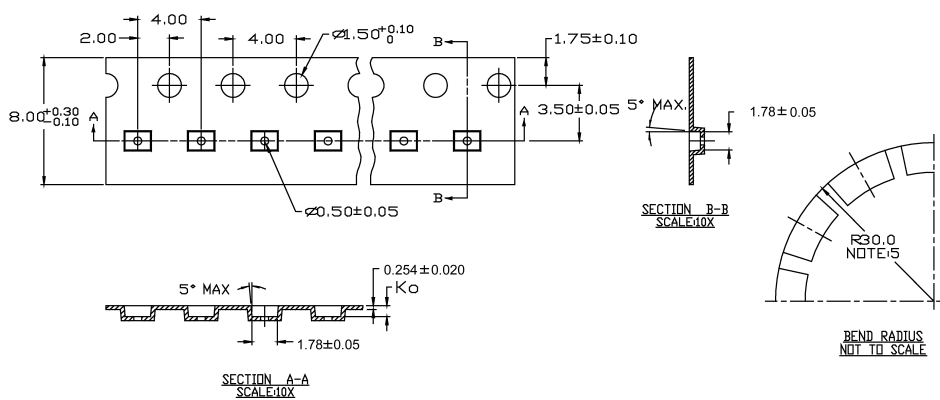 4.00
2.00
4.00
Ø1.50 +0.10 0
B
1.75±0.10
8.00 +0.30 -0.10
A
A
3.50±0.05
Ø0.50±0.05
B
5° MAX.
1.78±0.05
SECTION B-B
SCALE:10X
R30.0
NOTE:5
BEND RADIUS
NOT TO SCALE
5° MAX
0.254±0.020
Ko
1.78±0.05
SECTION A-A
SCALE:10X